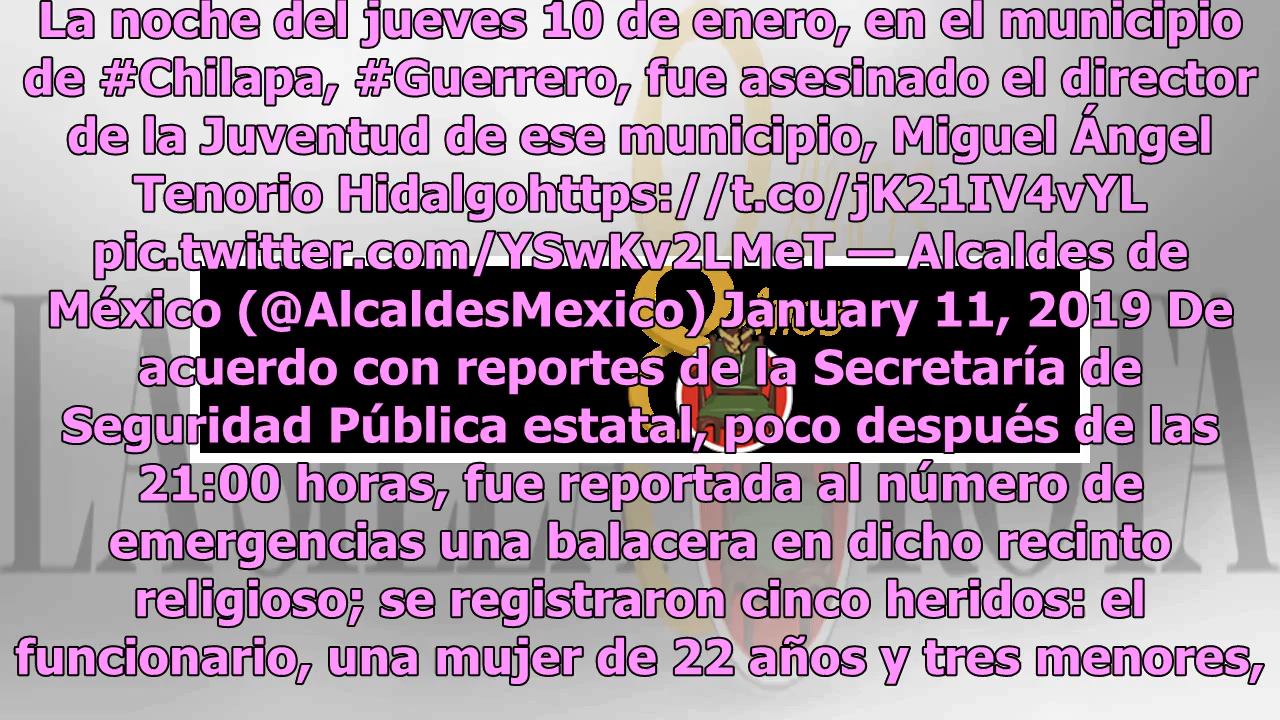 La noche del jueves 10 de enero, en el municipio
de #Chilapa, #Guerrero, fue asesinado el director
de la Juventud de ese municipio, Miguel Ángel
Tenorio Hidalgohttps://t.co/jK21IV4vYL
pic.twitter.com/YSwKv2LMeT — Alcaldes de
México (@AlcaldesMexico) January 11, 2019 De
acuerdo con reportes de la Secretaría de
Seguridad Pública estatal, poco después de las
21:00 horas, fue reportada al número de
emergencias una balacera en dicho recinto
religioso; se registraron cinco heridos: el
funcionario, una mujer de 22 años y tres menores,